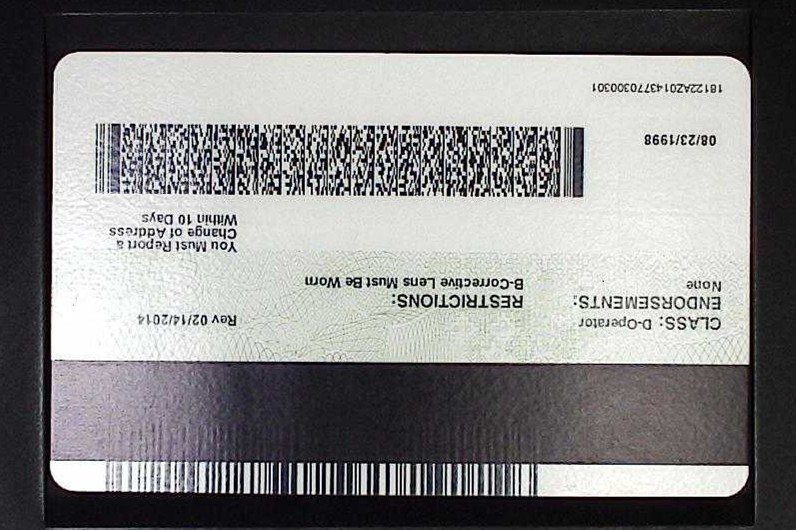 CLASS: D-Operator
ENDORSEMENTS:
None
RESTRICTIONS:
B-Corrective Lens Must Be Worn
Rev 02/14/2014
You Must Report a
Change of Address
Within 10 Days
08/23/1998
18122AZ01437703000301